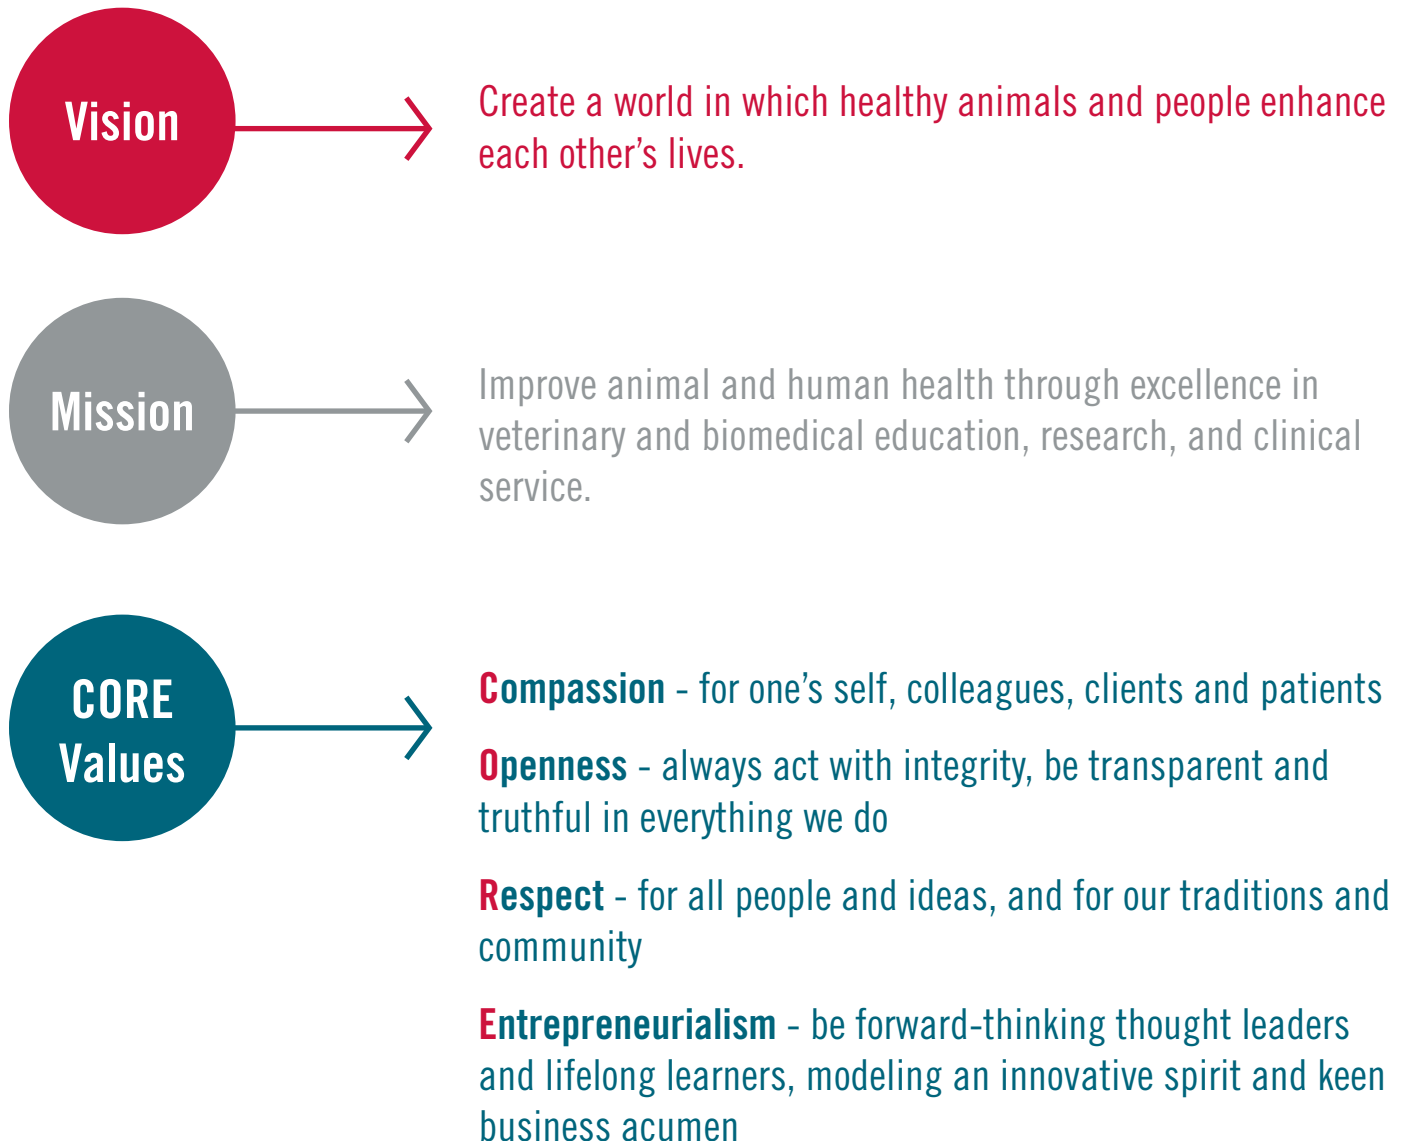 Vision
Create a world in which healthy animals and people enhance
each other’s lives.
Mission
Improve animal and human health through excellence in
veterinary and biomedical education, research, and clinical
service.
CORE
Values
Compassion - for one’s self, colleagues, clients and patients
Openness - always act with integrity, be transparent and
truthful in everything we do
Respect - for all people and ideas, and for our traditions and
community
Entrepreneurialism - be forward-thinking thought leaders
and lifelong learners, modeling an innovative spirit and keen
business acumen